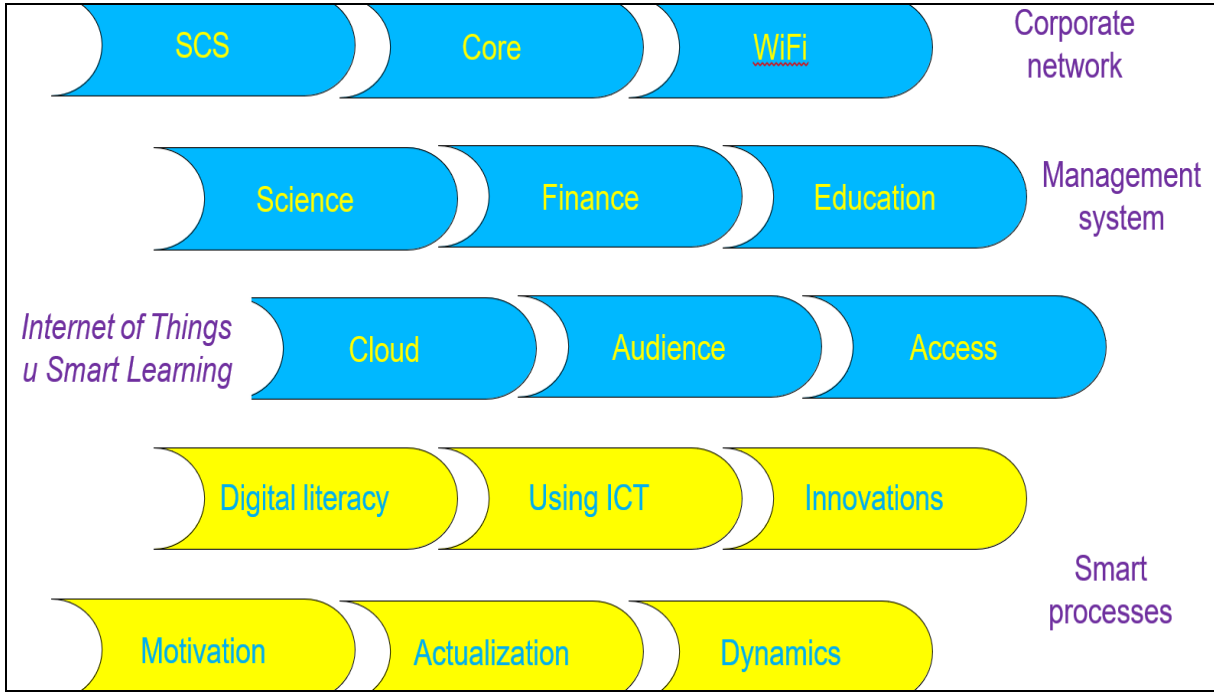 SCS Core WiFi Corporate
network
Science Finance Education Management
system
Internet of Things
u Smart Learning
Cloud Audience Access
Digital literacy Using ICT Innovations
Smart
processes
Motivation Actualization Dynamics